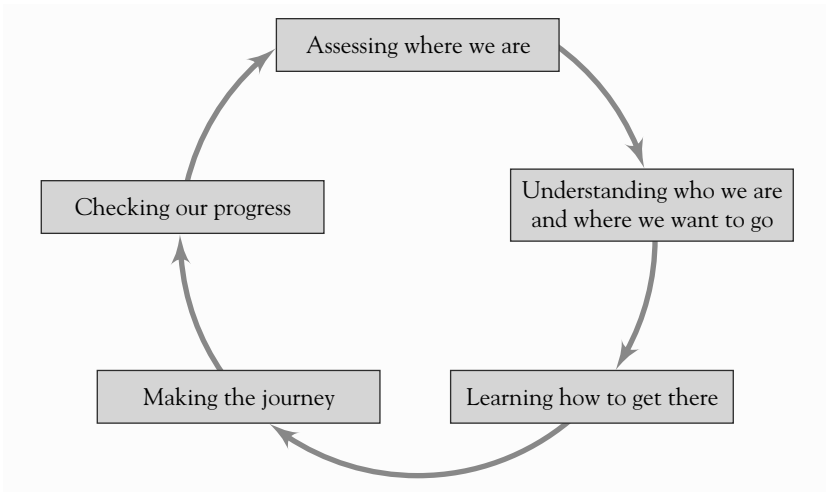 Assessing where we are
Understanding who we are
and where we want to go
Learning how to get there
Making the journey
Checking our progress